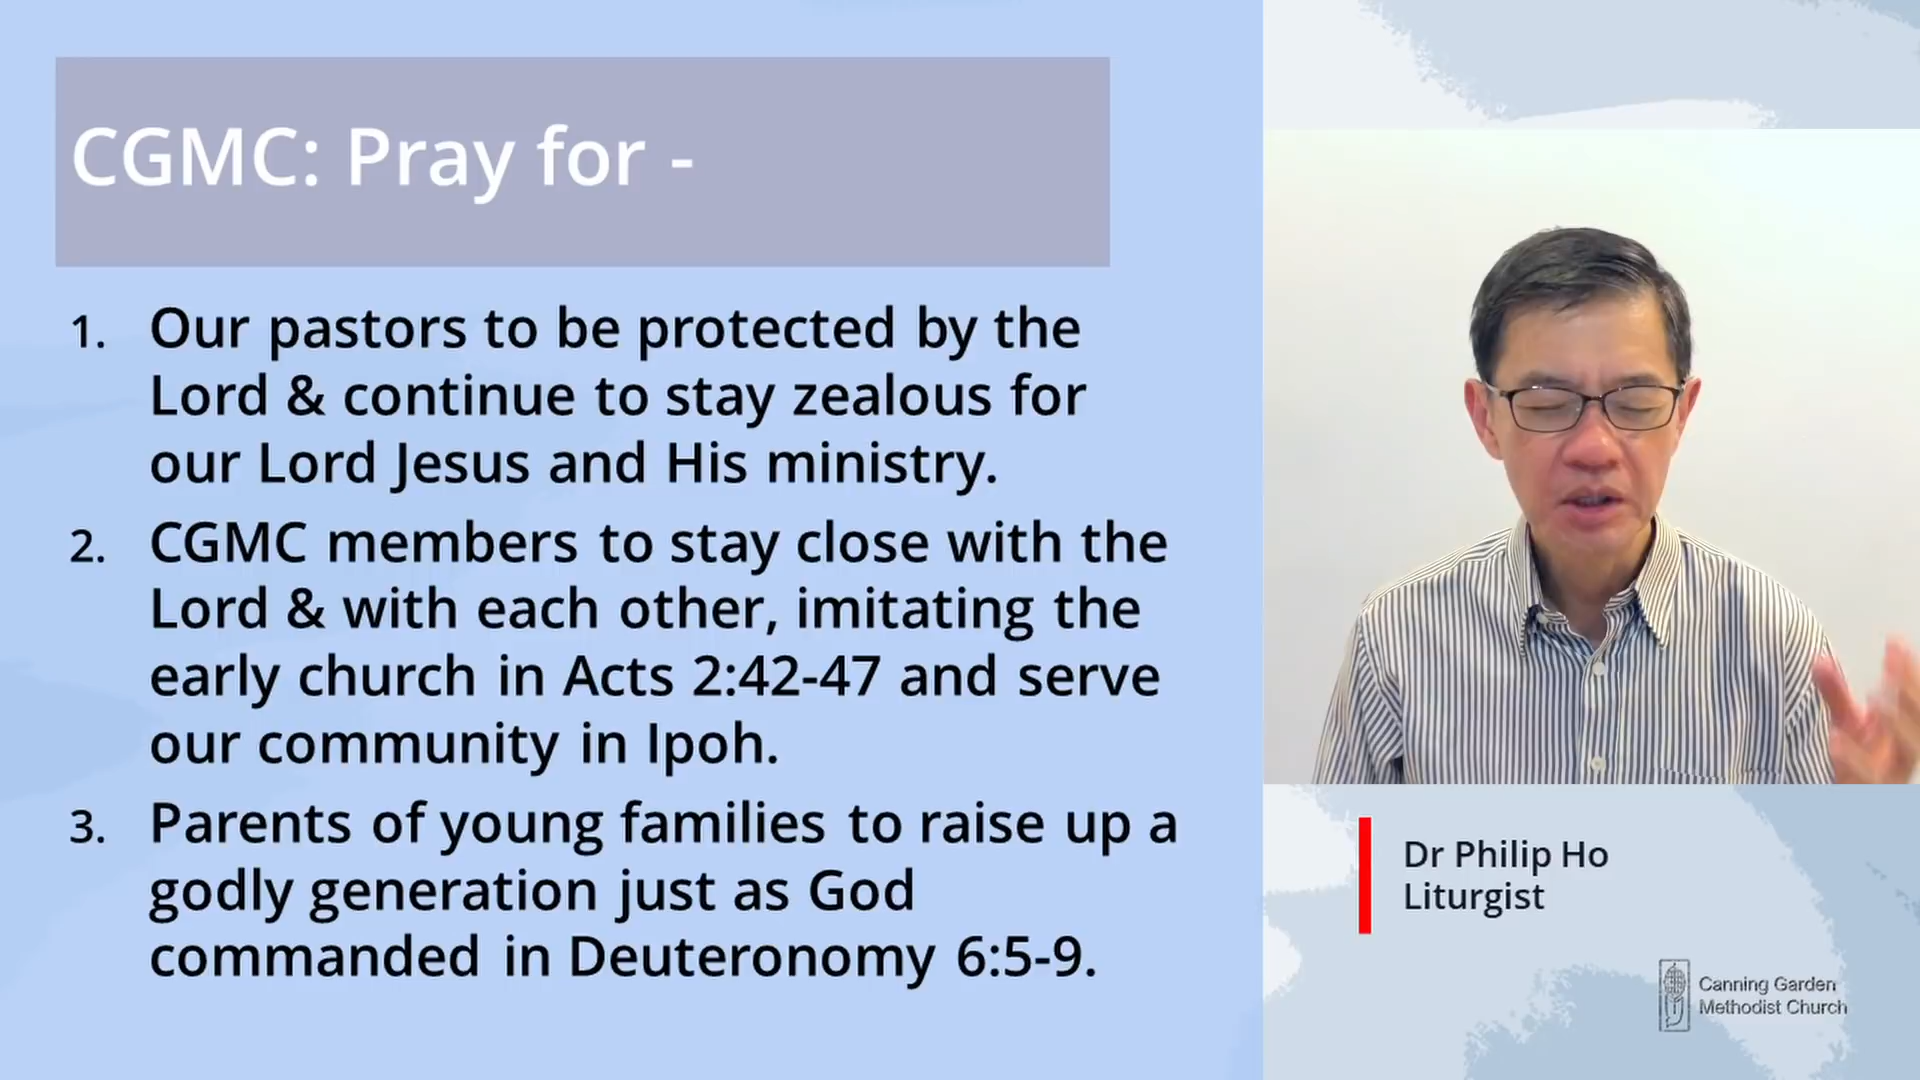 CGMC: Pray for -
1. Our pastors to be protected by the
Lord & continue to stay zealous for
our Lord Jesus and His ministry.
2. CGMC members to stay close with the
Lord & with each other, imitating the
early church in Acts 2:42-47 and serve
our community in Ipoh.
3. Parents of young families to raise up a
godly generation just as God
commanded in Deuteronomy 6:5-9.
Dr Philip Ho
Liturgist
Canning Garden
Methodist Church